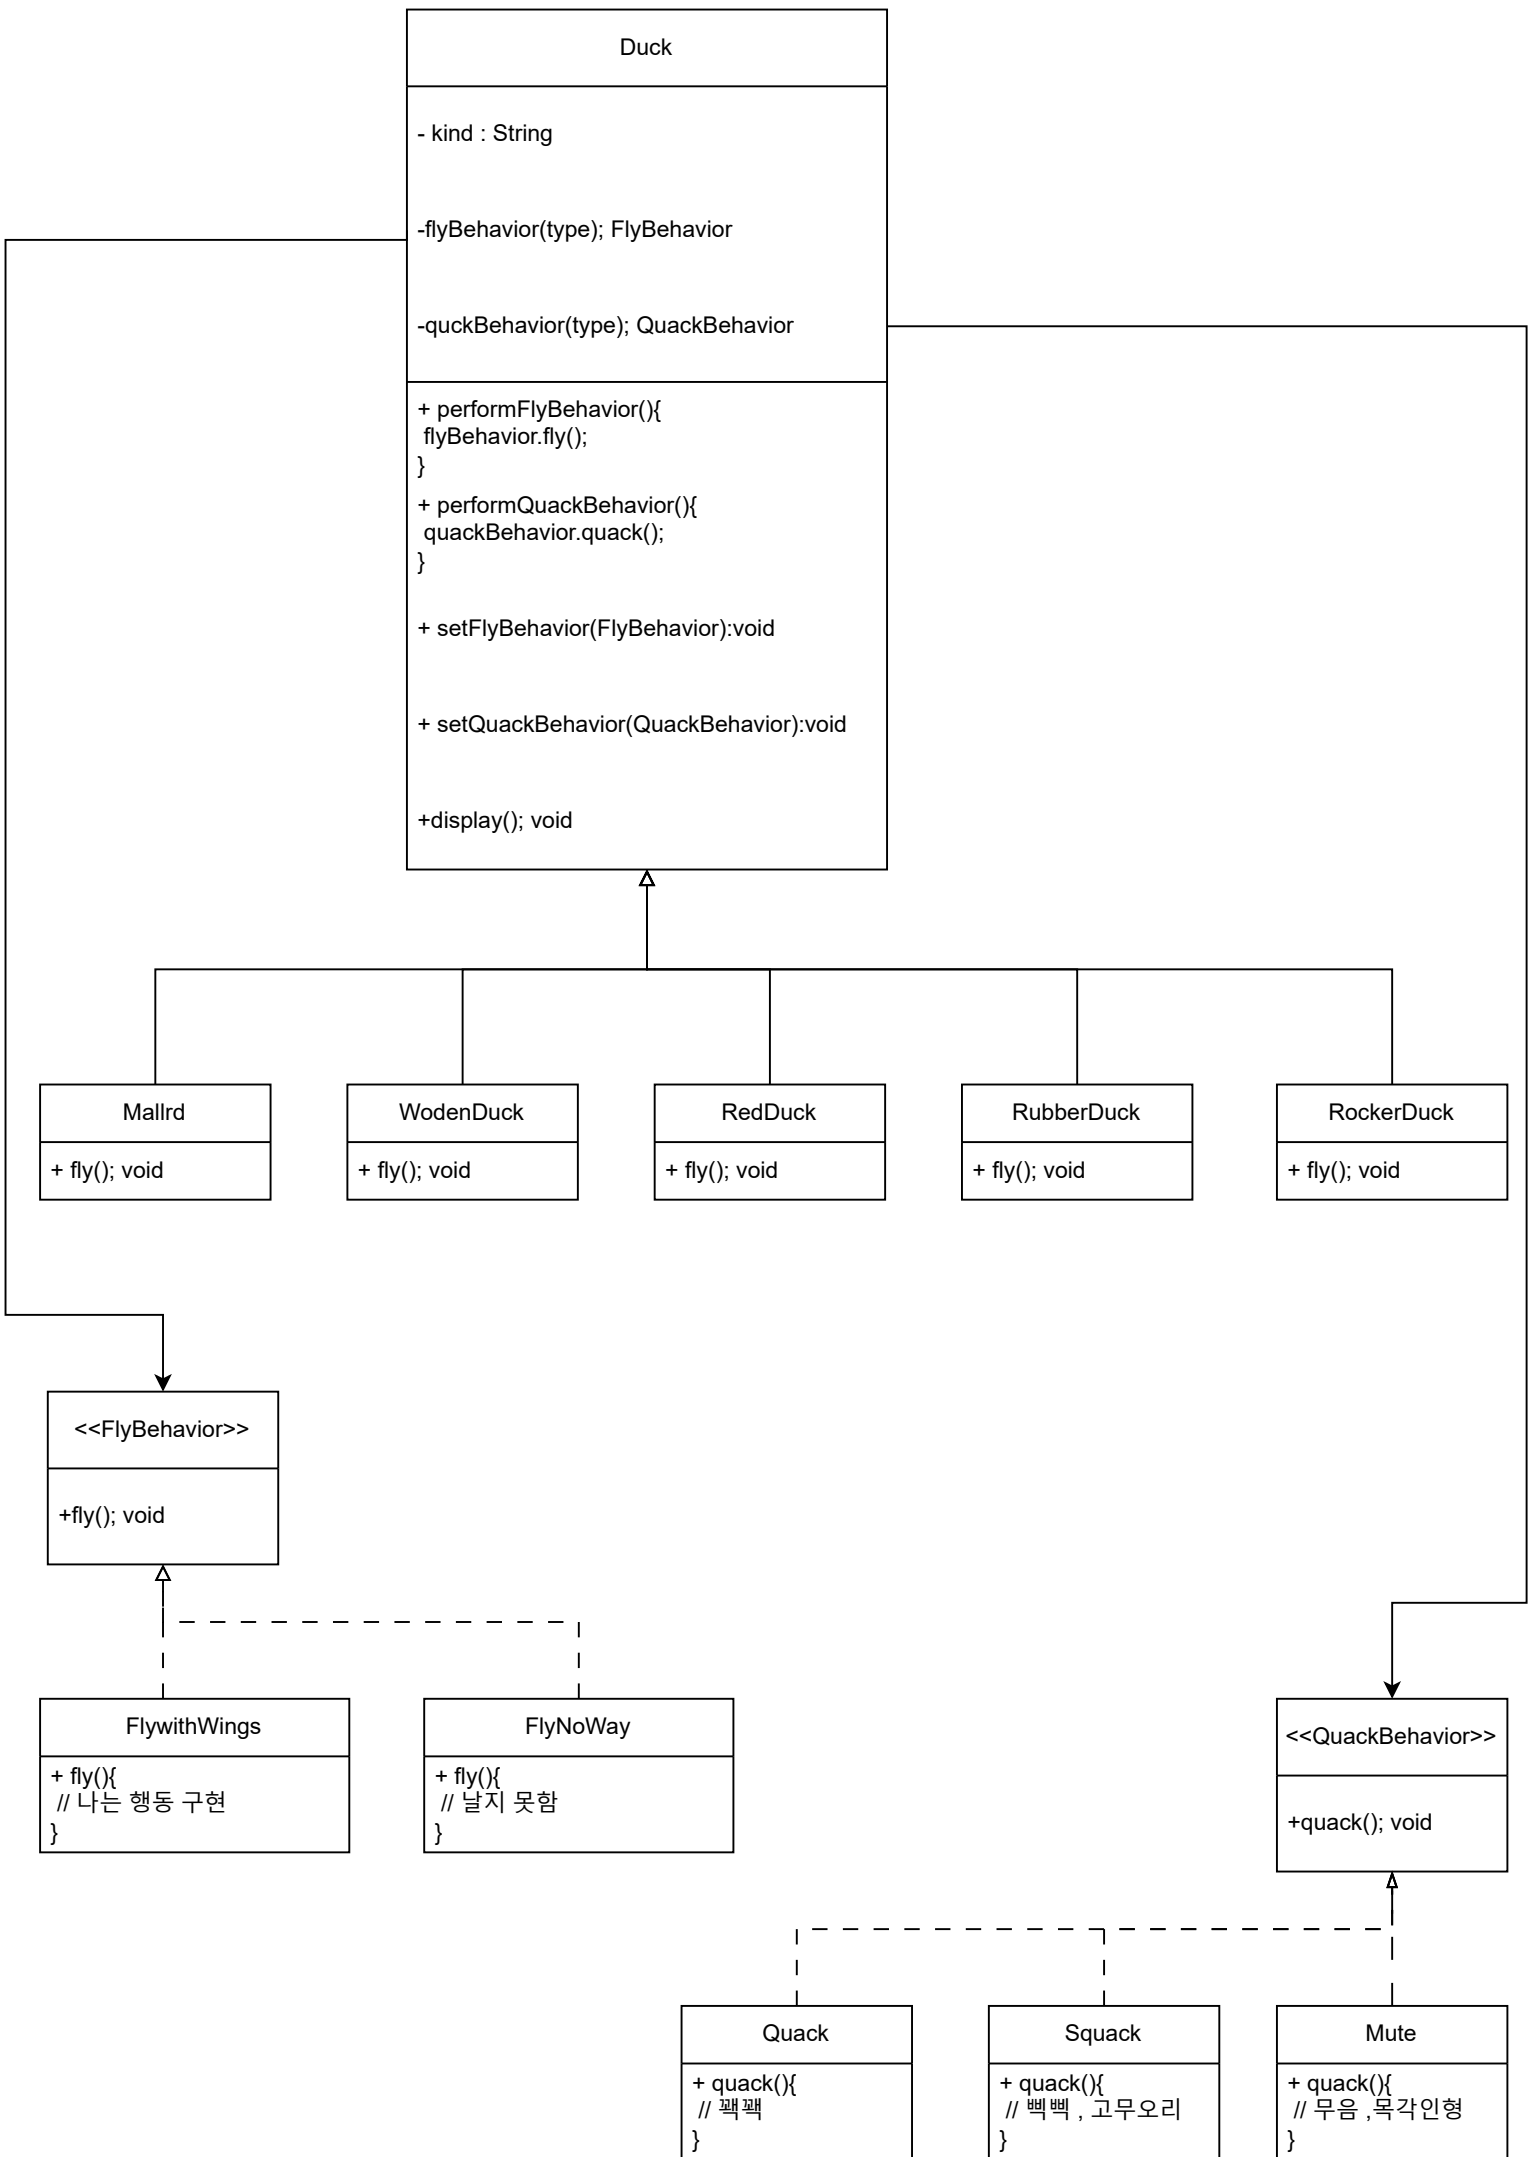 Duck
- kind : String
-flyBehavior(type); FlyBehavior
-quckBehavior(type); QuackBehavior
+ performFlyBehavior(){
flyBehavior.fly();
}
+ performQuackBehavior(){
quackBehavior.quack();
}
+ setFlyBehavior(FlyBehavior):void
+ setQuackBehavior(QuackBehavior):void
+display(); void
Mallrd
+ fly(); void
WodenDuck
+ fly(); void
RedDuck
+ fly(); void
RubberDuck
+ fly(); void
RockerDuck
+ fly(); void
<<FlyBehavior>>
+fly(); void
FlywithWings
+ fly(){
// 나는 행동 구현
}
FlyNoWay
+ fly(){
// 날지 못함
}
<<QuackBehavior>>
+quack(); void
Quack
+ quack(){
// 꽥꽥
}
Squack
+ quack(){
// 삑삑 , 고무오리
}
Mute
+ quack(){
// 무음 ,목각인형
}